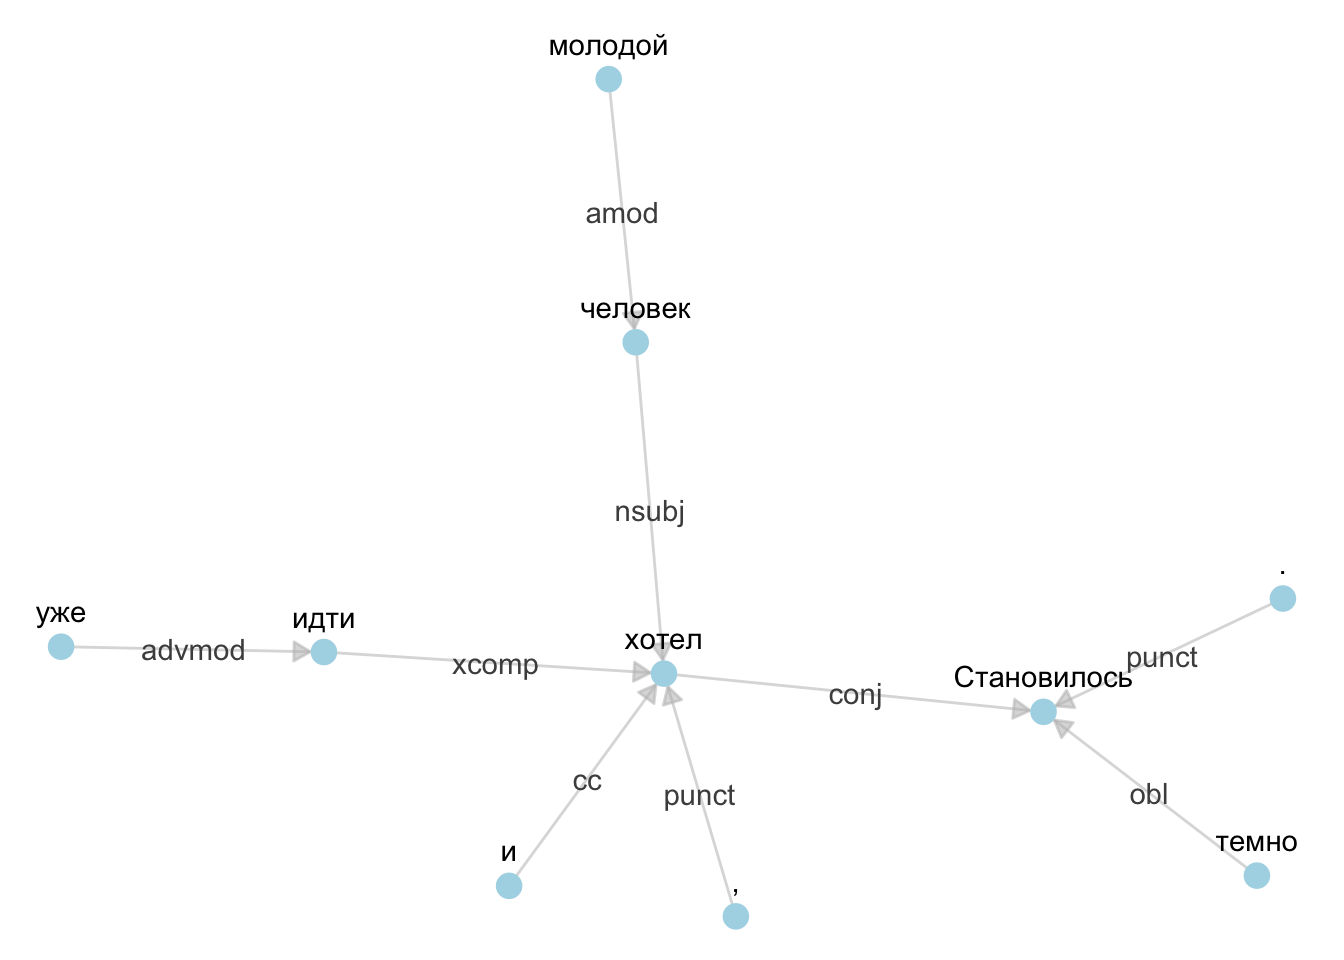 молодой
amod
человек
nsubj
.
уже
идти
хотел
advmod
xcomp
punct
Становилось
conj
cc
punct
obl
темно
и
,